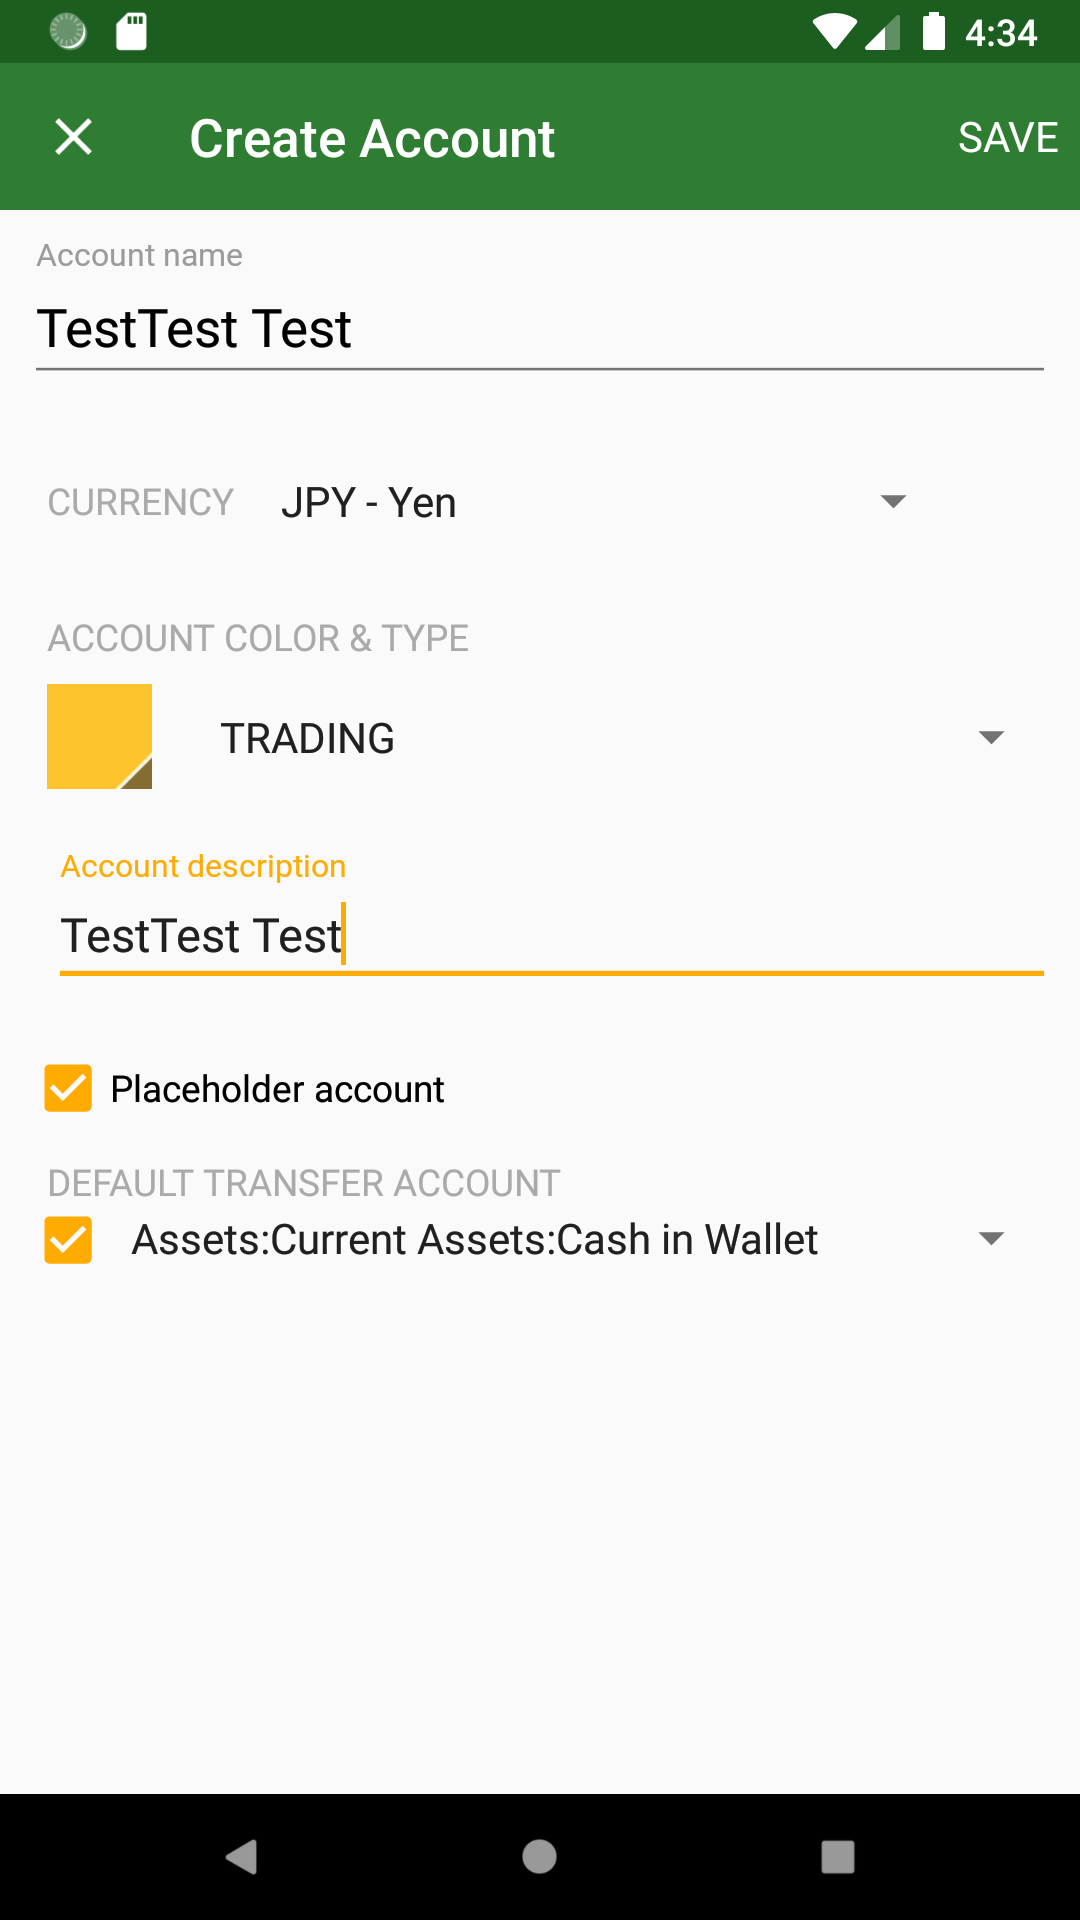 4:34
Create Account
SAVE
Account name
TestTest Test
CURRENCY
JPY - Yen
ACCOUNT COLOR & TYPE
TRADING
Account description
TestTest Test
Placeholder account
DEFAULT TRANSFER ACCOUNT
Assets:Current Assets:Cash in Wallet